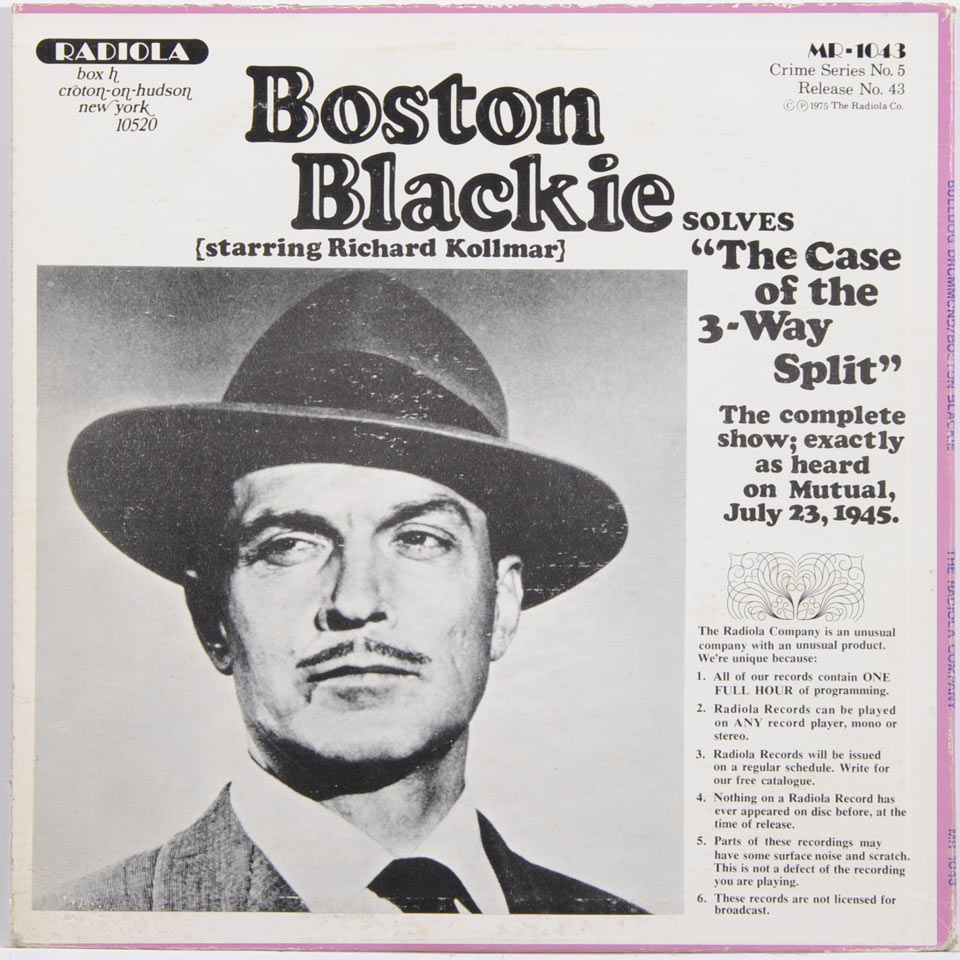 RADIOLA
box h
croton-on-hudson
new york
10520
MR-1043
Crime Series No. 5
Release No. 43
© ℗ 1975 The Radiola Co.
Boston
Blackie
SOLVES
{starring Richard Kollmar}
“The Case
of the
3-Way
Split”
The complete
show; exactly
as heard
on Mutual,
July 23, 1945.
The Radiola Company is an unusual
company with an unusual product.
We're unique because:
1. All of our records contain ONE
FULL HOUR of programming.
2. Radiola Records can be played
on ANY record player, mono or
stereo.
3. Radiola Records will be issued
on a regular schedule. Write for
our free catalogue.
4. Nothing on a Radiola Record has
ever appeared on disc before, at the
time of release.
5. Parts of these recordings may
have some surface noise and scratch.
This is not a defect of the recording
you are playing.
6. These records are not licensed for
broadcast.
BULLDOG DRUMMOND/BOSTON BLACKIE
THE RADIOLA COMPANY
MR 1043